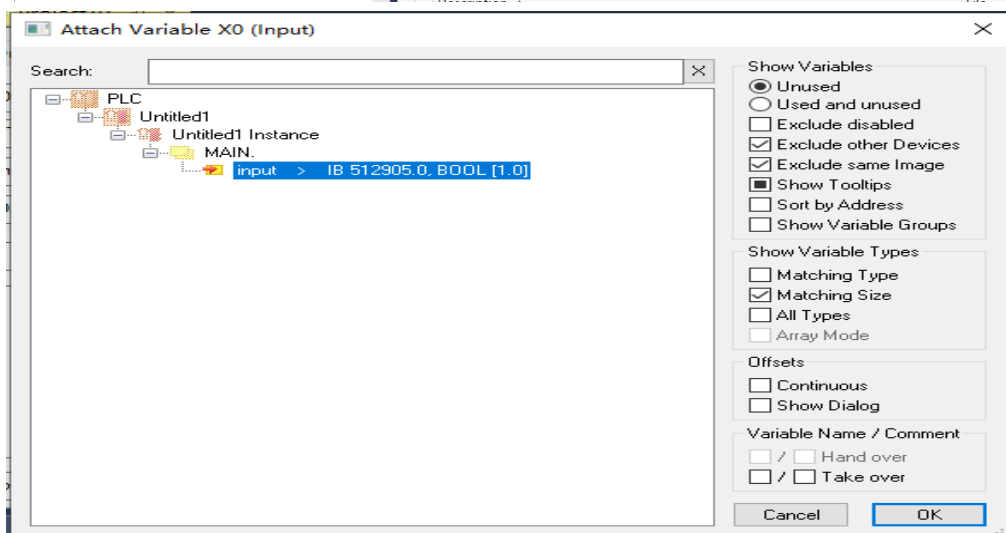 Attach Variable X0 (Input)
Search:
PLC
Untitled1
Untitled1 Instance
MAIN.
input > IB 512905.0, BOOL [1.0]
Show Variables
Unused
Used and unused
Exclude disabled
Exclude other Devices
Exclude same Image
Show Tooltips
Sort by Address
Show Variable Groups
Show Variable Types
Matching Type
Matching Size
All Types
Array Mode
Offsets
Continuous
Show Dialog
Variable Name / Comment
/ Hand over
/ Take over
Cancel
OK